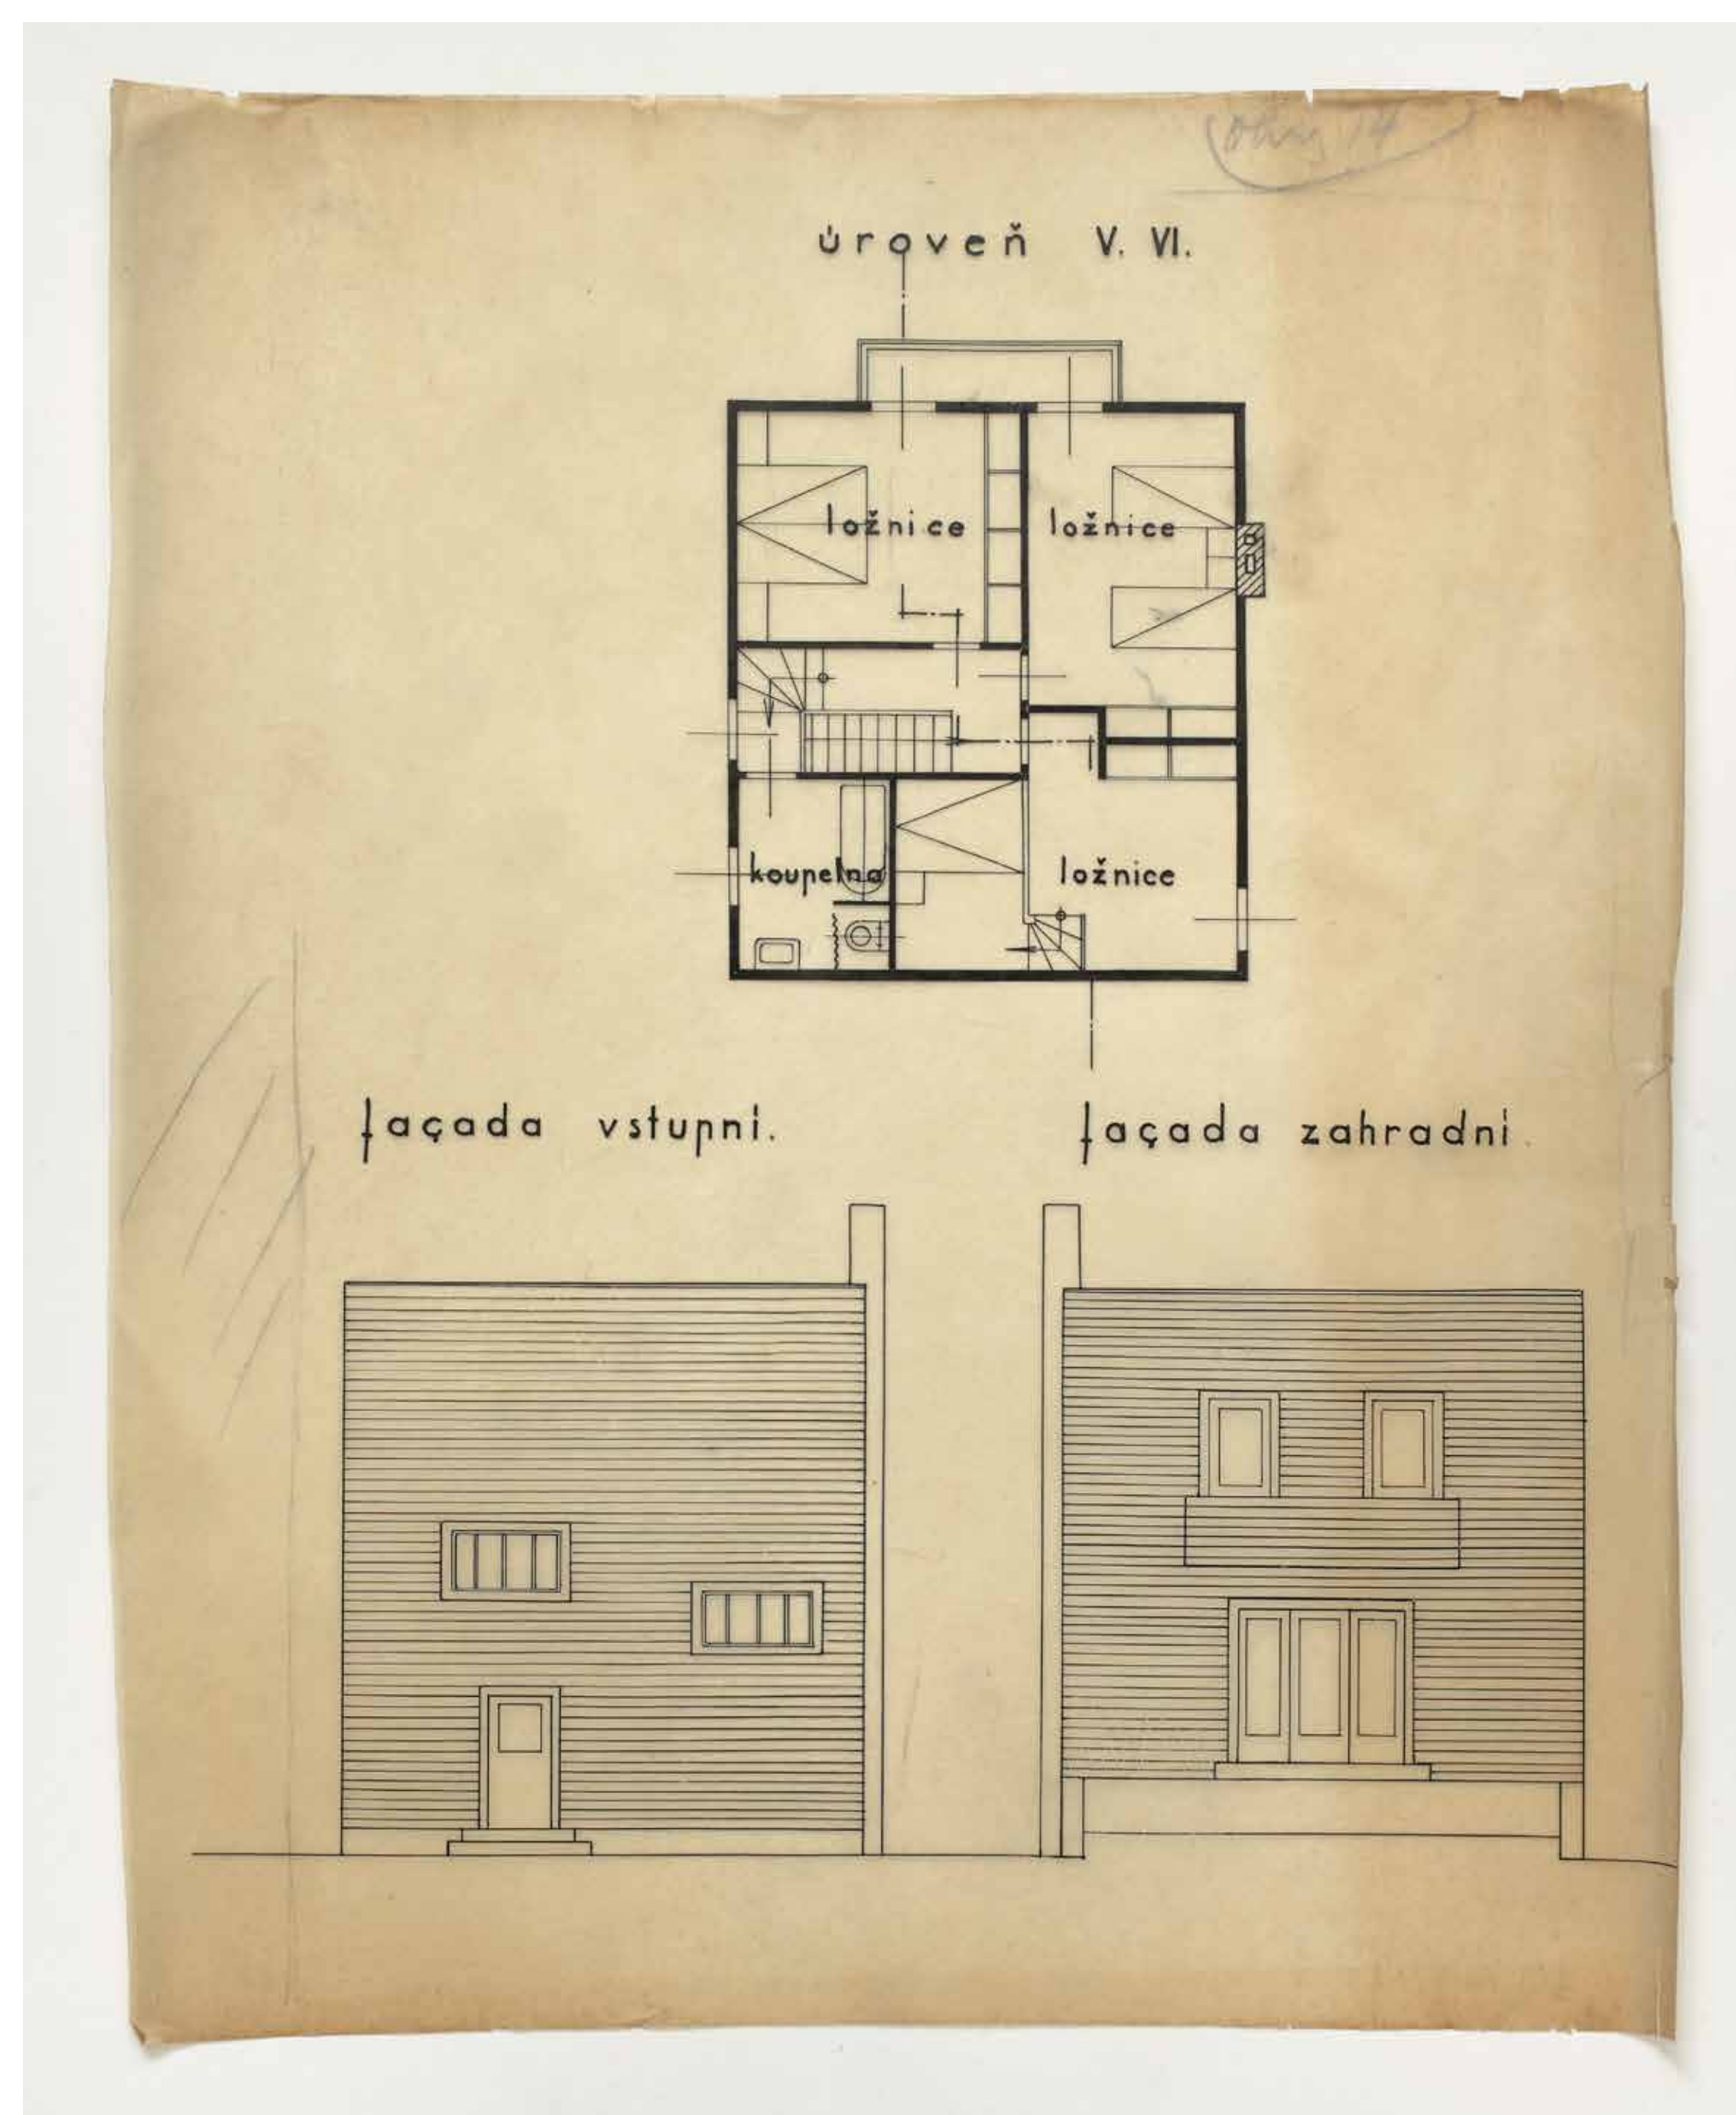 úroveň V. VI.
ložnice ložnice
koupelna ložnice
façada vstupní.
façada zahradní.